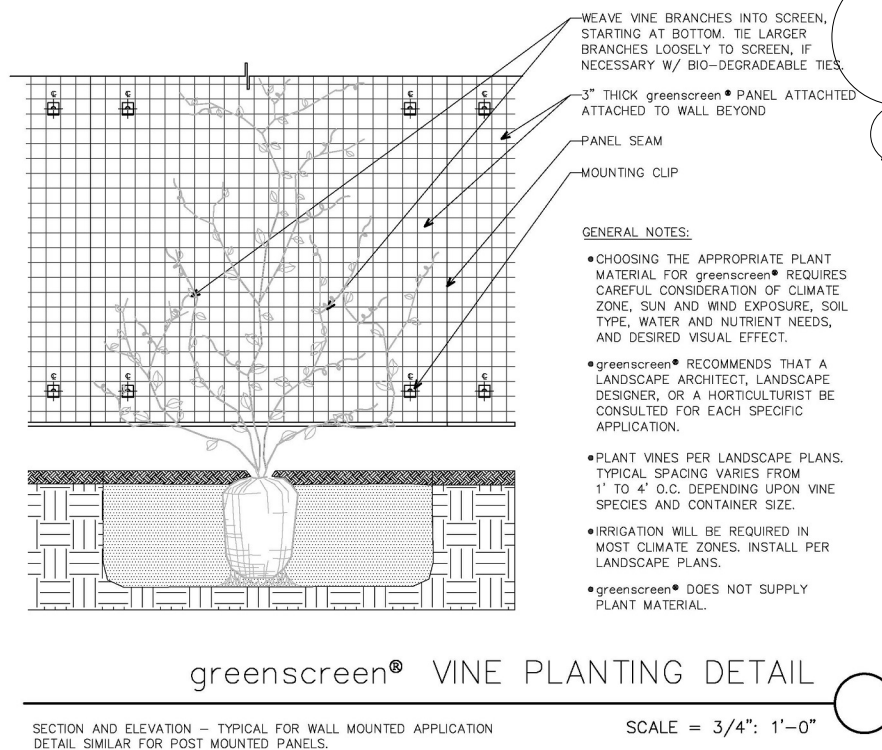 WEAVE VINE BRANCHES INTO SCREEN,
STARTING AT BOTTOM. TIE LARGER
BRANCHES LOOSELY TO SCREEN, IF
NECESSARY W/ BIO-DEGRADEABLE TIES.
3" THICK greenscreen® PANEL ATTACHTED
ATTACHED TO WALL BEYOND
PANEL SEAM
MOUNTING CLIP
GENERAL NOTES:
• CHOOSING THE APPROPRIATE PLANT
MATERIAL FOR greenscreen® REQUIRES
CAREFUL CONSIDERATION OF CLIMATE
ZONE, SUN AND WIND EXPOSURE, SOIL
TYPE, WATER AND NUTRIENT NEEDS,
AND DESIRED VISUAL EFFECT.
• greenscreen® RECOMMENDS THAT A
LANDSCAPE ARCHITECT, LANDSCAPE
DESIGNER, OR A HORTICULTURIST BE
CONSULTED FOR EACH SPECIFIC
APPLICATION.
• PLANT VINES PER LANDSCAPE PLANS.
TYPICAL SPACING VARIES FROM
1' TO 4' O.C. DEPENDING UPON VINE
SPECIES AND CONTAINER SIZE.
• IRRIGATION WILL BE REQUIRED IN
MOST CLIMATE ZONES. INSTALL PER
LANDSCAPE PLANS.
• greenscreen® DOES NOT SUPPLY
PLANT MATERIAL.
greenscreen® VINE PLANTING DETAIL
SECTION AND ELEVATION – TYPICAL FOR WALL MOUNTED APPLICATION
DETAIL SIMILAR FOR POST MOUNTED PANELS.
SCALE = 3/4": 1'-0"